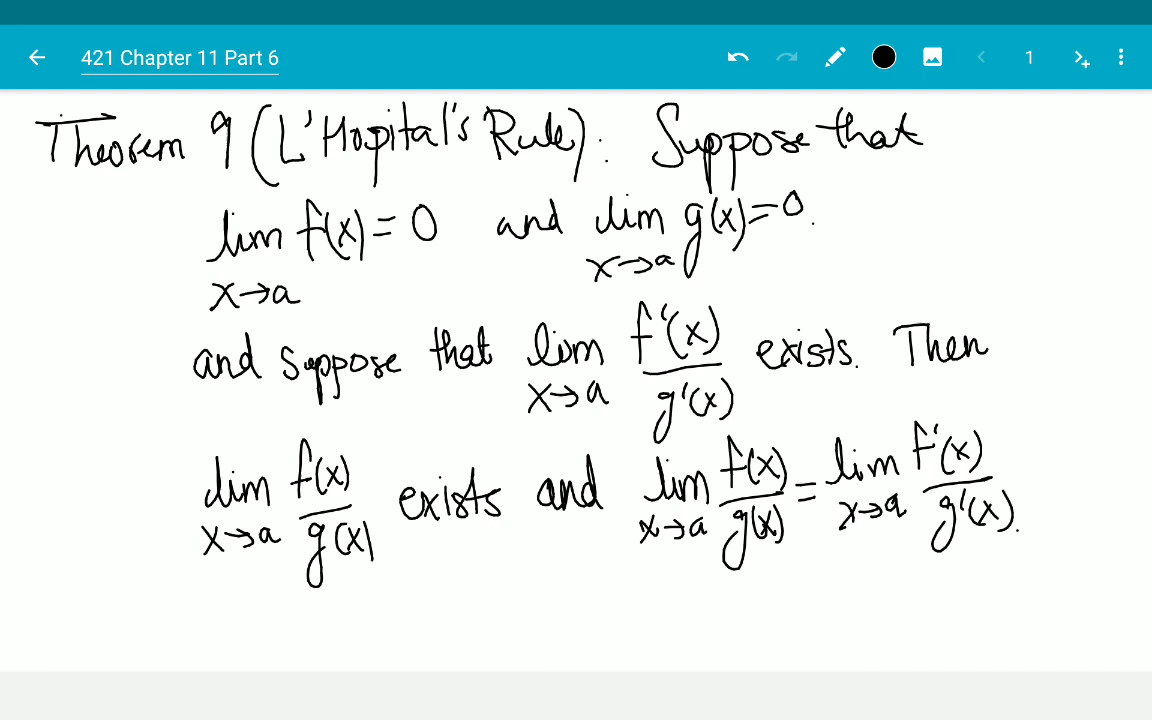 421 Chapter 11 Part 6
1
Theorem 9 (L'Hopital's Rule): Suppose that
lim f(x) = 0 and lim g(x) = 0.
x→a x→a
and suppose that lim f'(x) exists. Then
x→a g'(x)
lim f(x) exists and lim f(x) = lim f'(x)
x→a g(x) x→a g(x) x→a g'(x).